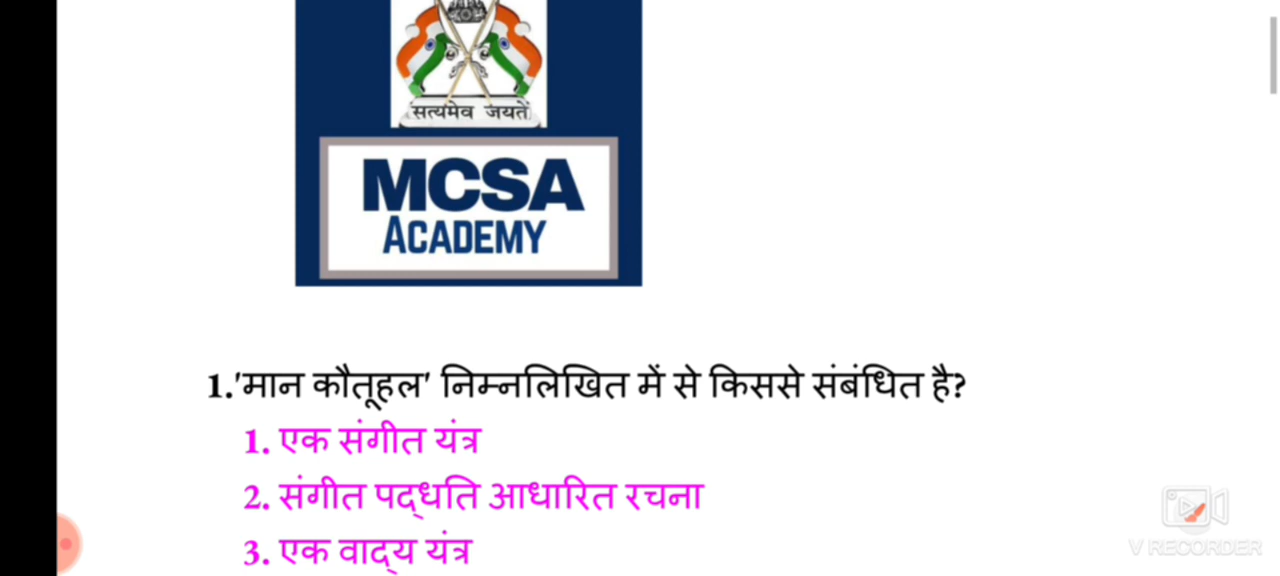 सत्यमेव जयते
MCSA
ACADEMY
1.'मान कौतूहल' निम्नलिखित में से किससे संबंधित है?
1. एक संगीत यंत्र
2. संगीत पद्धति आधारित रचना
3. एक वाद्य यंत्र
V RECORDER